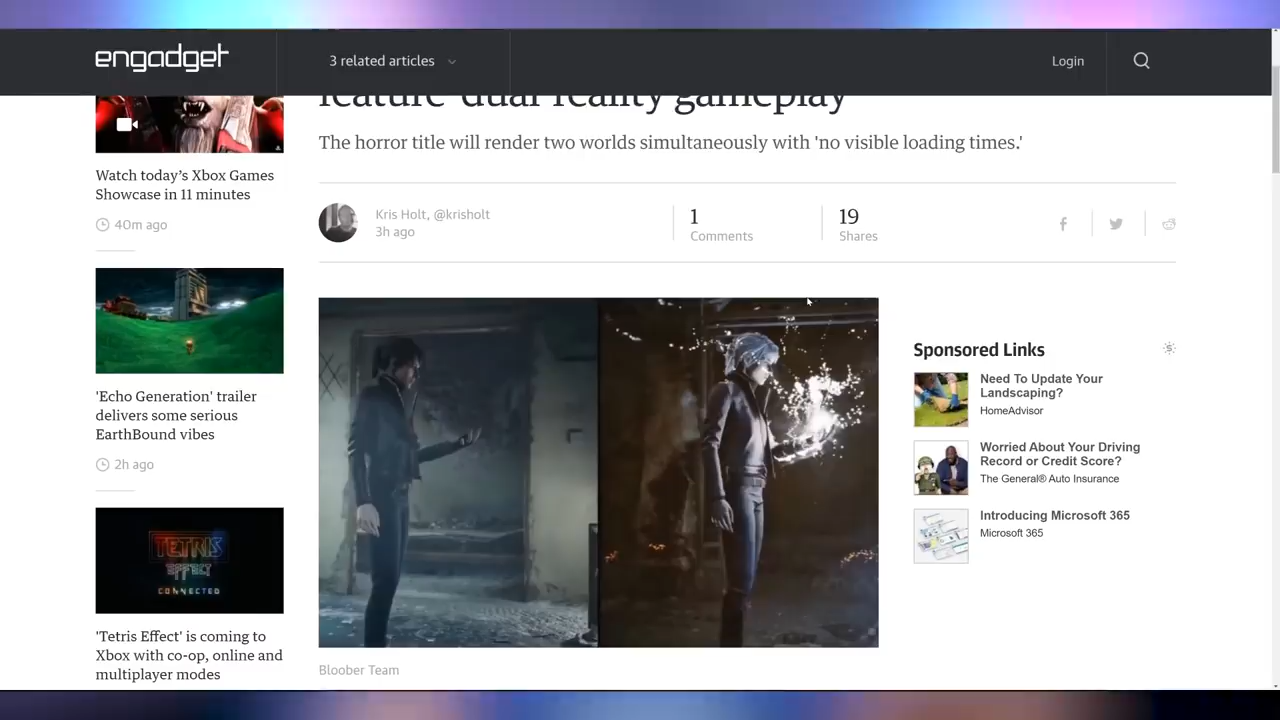 engadget
3 related articles
Login
feature 'dual reality gameplay'
The horror title will render two worlds simultaneously with 'no visible loading times.'
Watch today's Xbox Games
Showcase in 11 minutes
40m ago
Kris Holt, @krisholt
3h ago
1
Comments
19
Shares
'Echo Generation' trailer
delivers some serious
EarthBound vibes
2h ago
TETRIS
EFFECT
CONNECTED
'Tetris Effect' is coming to
Xbox with co-op, online and
multiplayer modes
Bloober Team
Sponsored Links
S
Need To Update Your
Landscaping?
HomeAdvisor
Worried About Your Driving
Record or Credit Score?
The General® Auto Insurance
Introducing Microsoft 365
Microsoft 365